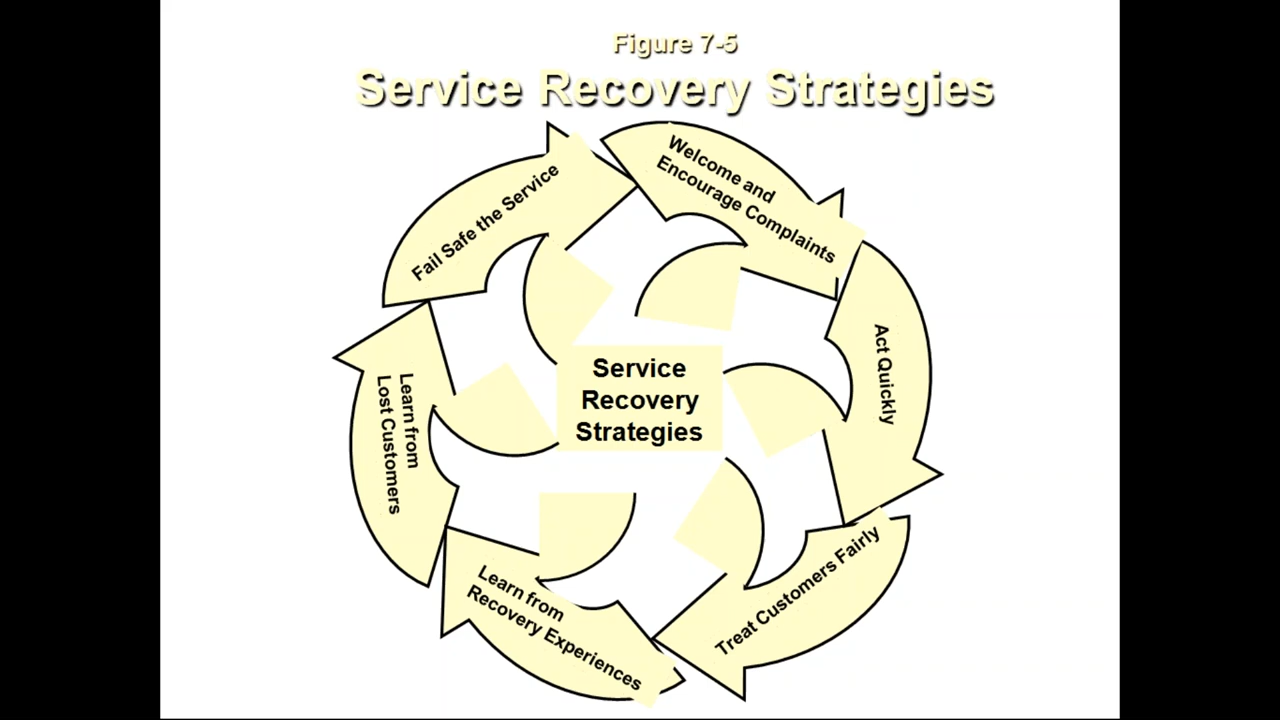 Figure 7-5
Service Recovery Strategies
Welcome and
Encourage Complaints
Act Quickly
Treat Customers Fairly
Learn from
Recovery Experiences
Learn from
Lost Customers
Fail Safe the Service
Service
Recovery
Strategies